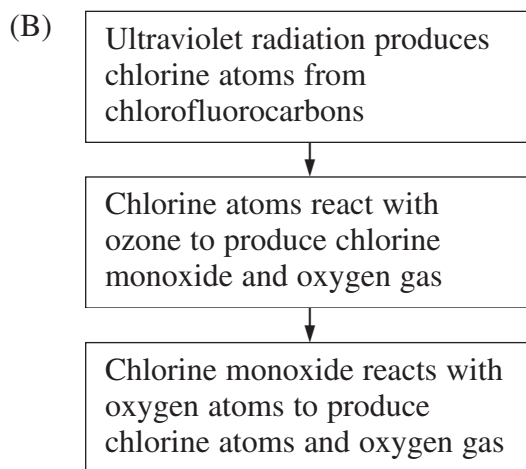 (B)
Ultraviolet radiation produces
chlorine atoms from
chlorofluorocarbons
Chlorine atoms react with
ozone to produce chlorine
monoxide and oxygen gas
Chlorine monoxide reacts with
oxygen atoms to produce
chlorine atoms and oxygen gas